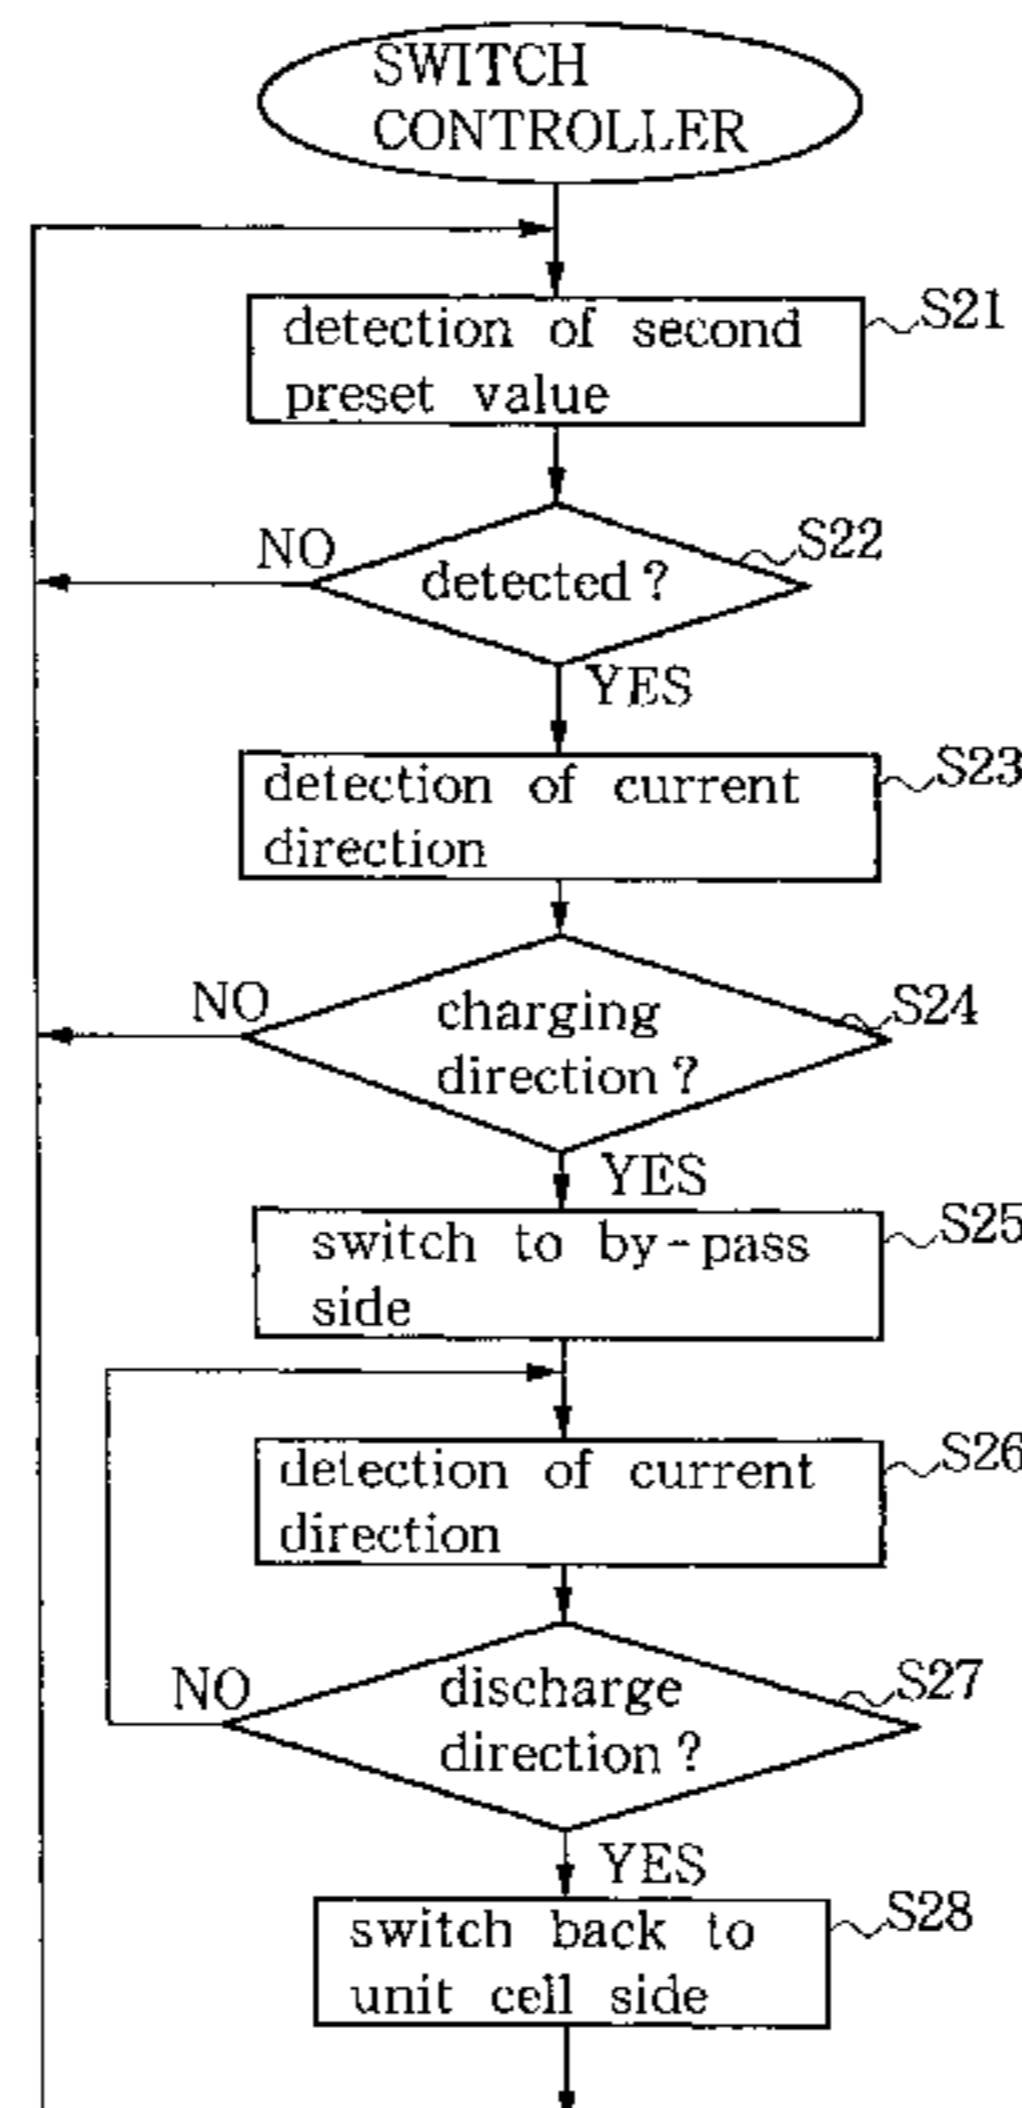 SWITCH
CONTROLLER
detection of second
preset value
S21
NO
detected?
S22
YES
detection of current
direction
S23
NO
charging
direction?
S24
YES
switch to by-pass
side
S25
detection of current
direction
S26
NO
discharge
direction?
S27
YES
switch back to
unit cell side
S28